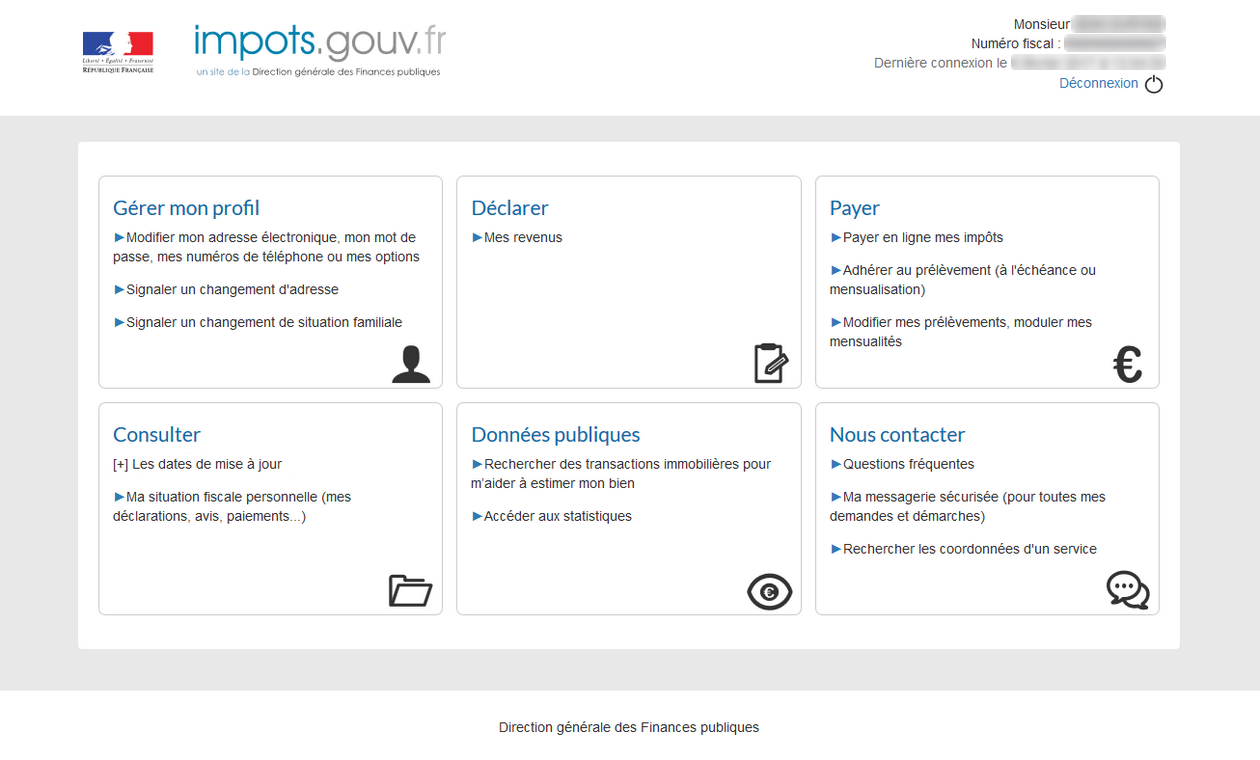 Liberté • Égalité • Fraternité
RÉPUBLIQUE FRANÇAISE
impots.gouv.fr
un site de la Direction générale des Finances publiques
Monsieur
Numéro fiscal :
Dernière connexion le
Déconnexion
Gérer mon profil
►Modifier mon adresse électronique, mon mot de
passe, mes numéros de téléphone ou mes options
►Signaler un changement d'adresse
►Signaler un changement de situation familiale
Déclarer
►Mes revenus
Payer
►Payer en ligne mes impôts
►Adhérer au prélèvement (à l'échéance ou
mensualisation)
►Modifier mes prélèvements, moduler mes
mensualités
€
Consulter
[+] Les dates de mise à jour
►Ma situation fiscale personnelle (mes
déclarations, avis, paiements...)
Données publiques
►Rechercher des transactions immobilières pour
m'aider à estimer mon bien
►Accéder aux statistiques
€
Nous contacter
►Questions fréquentes
►Ma messagerie sécurisée (pour toutes mes
demandes et démarches)
►Rechercher les coordonnées d'un service
Direction générale des Finances publiques